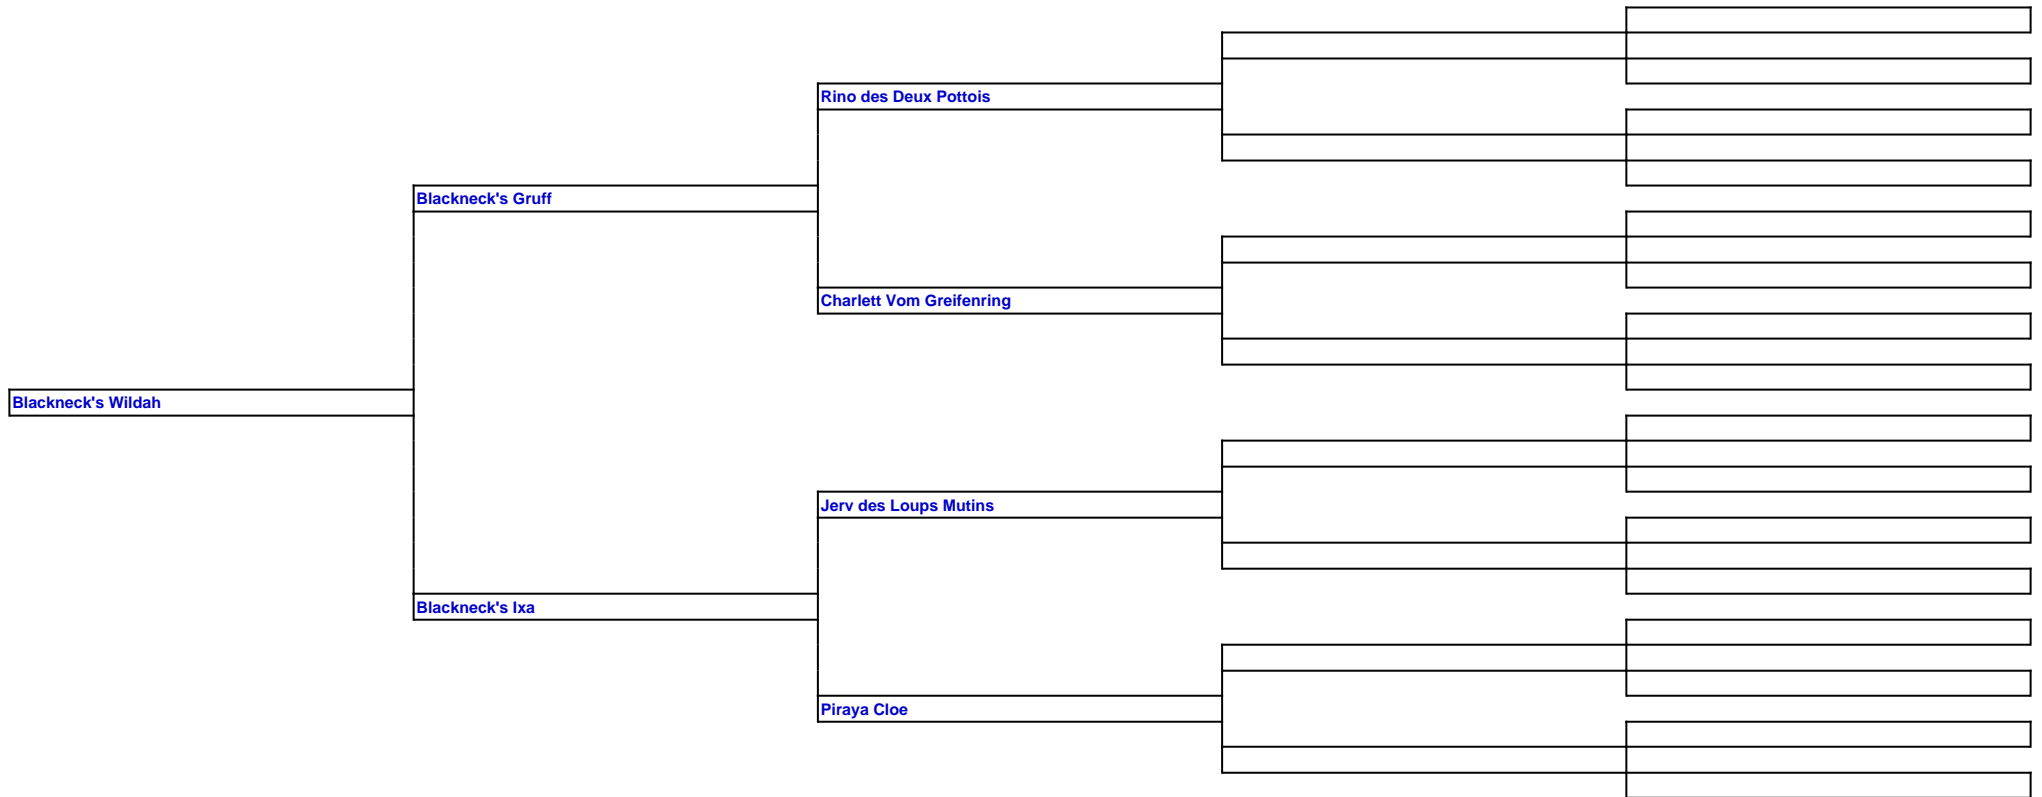 Rino des Deux Pottois
Blackneck's Gruff
Charlett Vom Greifenring
Blackneck's Wildah
Jerv des Loups Mutins
Blackneck's Ixa
Piraya Cloe